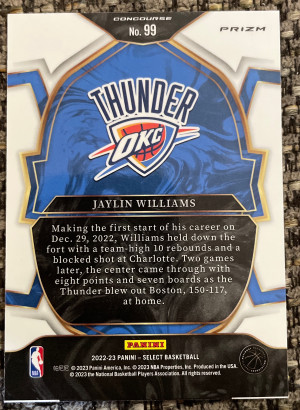 CONCOURSE
No. 99
PRIZM
THUNDER
OKC
JAYLIN WILLIAMS
Making the first start of his career on
Dec. 29, 2022, Williams held down the
fort with a team-high 10 rebounds and a
blocked shot at Charlotte. Two games
later, the center came through with
eight points and seven boards as the
Thunder blew out Boston, 150-117,
at home.
PANINI
2022-23 PANINI – SELECT BASKETBALL
© 2023 Panini America, Inc. © 2023 NBA Properties, Inc. Produced in the USA.
© 2023 the National Basketball Players Association. All rights reserved.
NBA